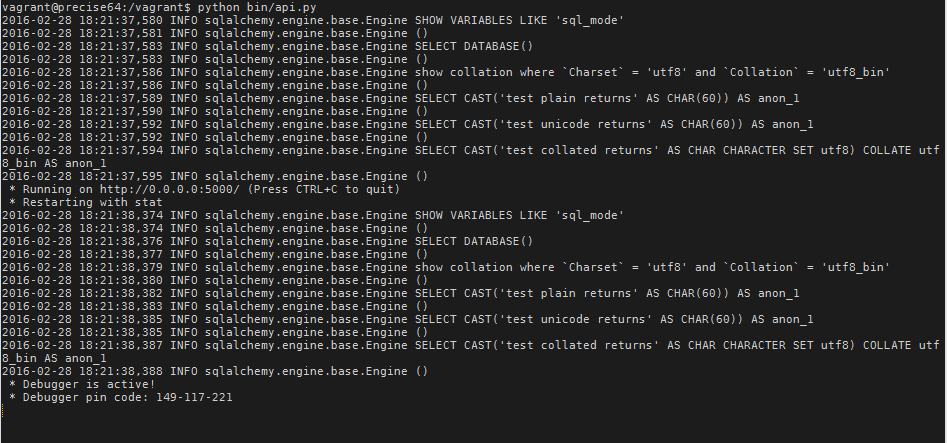 vagrant@precise64:/vagrant$ python bin/api.py
2016-02-28 18:21:37,580 INFO sqlalchemy.engine.base.Engine SHOW VARIABLES LIKE 'sql_mode'
2016-02-28 18:21:37,581 INFO sqlalchemy.engine.base.Engine ()
2016-02-28 18:21:37,583 INFO sqlalchemy.engine.base.Engine SELECT DATABASE()
2016-02-28 18:21:37,583 INFO sqlalchemy.engine.base.Engine ()
2016-02-28 18:21:37,586 INFO sqlalchemy.engine.base.Engine show collation where `Charset` = 'utf8' and `Collation` = 'utf8_bin'
2016-02-28 18:21:37,586 INFO sqlalchemy.engine.base.Engine ()
2016-02-28 18:21:37,589 INFO sqlalchemy.engine.base.Engine SELECT CAST('test plain returns' AS CHAR(60)) AS anon_1
2016-02-28 18:21:37,590 INFO sqlalchemy.engine.base.Engine ()
2016-02-28 18:21:37,592 INFO sqlalchemy.engine.base.Engine SELECT CAST('test unicode returns' AS CHAR(60)) AS anon_1
2016-02-28 18:21:37,592 INFO sqlalchemy.engine.base.Engine ()
2016-02-28 18:21:37,594 INFO sqlalchemy.engine.base.Engine SELECT CAST('test collated returns' AS CHAR CHARACTER SET utf8) COLLATE utf
8_bin AS anon_1
2016-02-28 18:21:37,595 INFO sqlalchemy.engine.base.Engine ()
 * Running on http://0.0.0.0:5000/ (Press CTRL+C to quit)
 * Restarting with stat
2016-02-28 18:21:38,374 INFO sqlalchemy.engine.base.Engine SHOW VARIABLES LIKE 'sql_mode'
2016-02-28 18:21:38,374 INFO sqlalchemy.engine.base.Engine ()
2016-02-28 18:21:38,376 INFO sqlalchemy.engine.base.Engine SELECT DATABASE()
2016-02-28 18:21:38,377 INFO sqlalchemy.engine.base.Engine ()
2016-02-28 18:21:38,379 INFO sqlalchemy.engine.base.Engine show collation where `Charset` = 'utf8' and `Collation` = 'utf8_bin'
2016-02-28 18:21:38,380 INFO sqlalchemy.engine.base.Engine ()
2016-02-28 18:21:38,382 INFO sqlalchemy.engine.base.Engine SELECT CAST('test plain returns' AS CHAR(60)) AS anon_1
2016-02-28 18:21:38,383 INFO sqlalchemy.engine.base.Engine ()
2016-02-28 18:21:38,385 INFO sqlalchemy.engine.base.Engine SELECT CAST('test unicode returns' AS CHAR(60)) AS anon_1
2016-02-28 18:21:38,385 INFO sqlalchemy.engine.base.Engine ()
2016-02-28 18:21:38,387 INFO sqlalchemy.engine.base.Engine SELECT CAST('test collated returns' AS CHAR CHARACTER SET utf8) COLLATE utf
8_bin AS anon_1
2016-02-28 18:21:38,388 INFO sqlalchemy.engine.base.Engine ()
 * Debugger is active!
 * Debugger pin code: 149-117-221